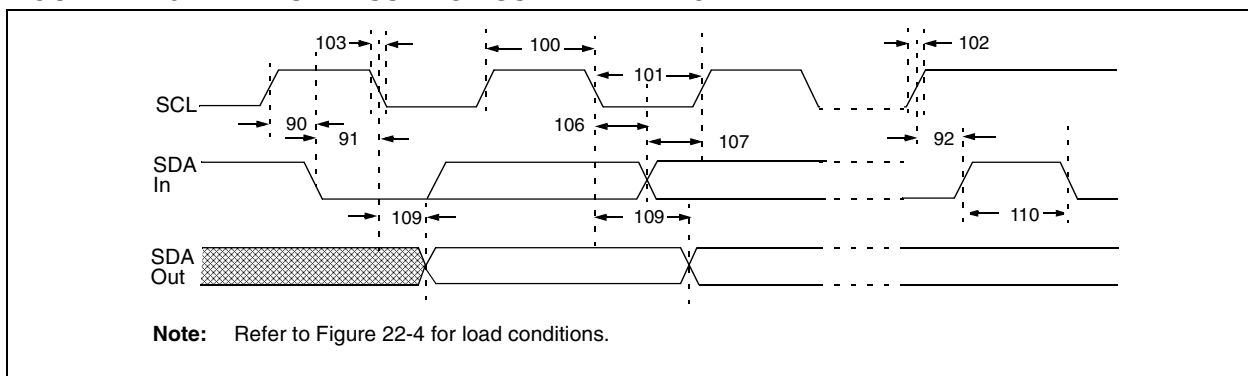 103
100
102
101
SCL
90
91
106
107
92
SDA
In
109
109
110
SDA
Out
Note: Refer to Figure 22-4 for load conditions.